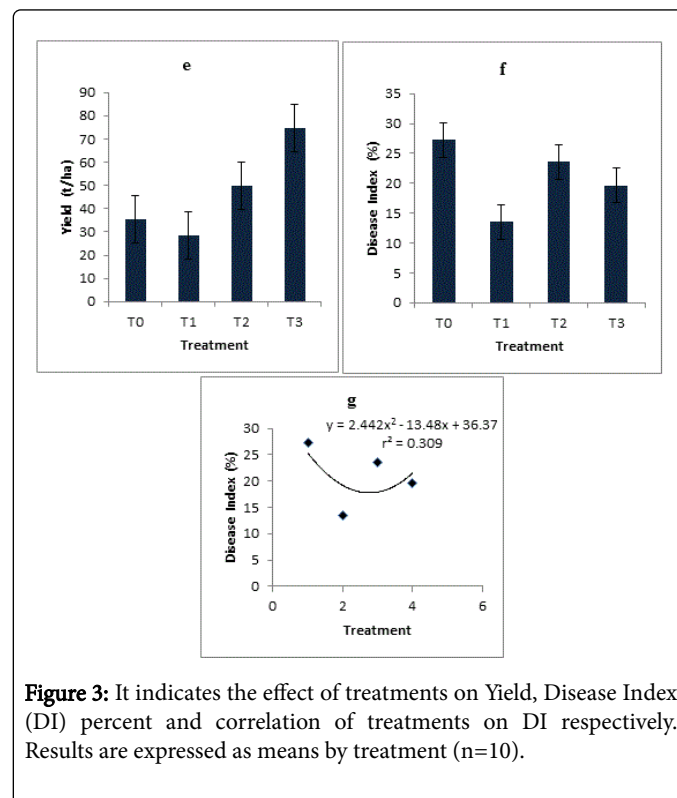 e
90
80
70
60
50
40
30
20
10
0
Yield (t/ha)
T0 T1 T2 T3
Treatment
f
35
30
25
20
15
10
5
0
Disease Index (%)
T0 T1 T2 T3
Treatment
g
y = 2.442x² - 13.48x + 36.37
r² = 0.309
30
25
20
15
10
5
0
Disease Index (%)
0 2 4 6
Treatment
Figure 3: It indicates the effect of treatments on Yield, Disease Index
(DI) percent and correlation of treatments on DI respectively.
Results are expressed as means by treatment (n=10).